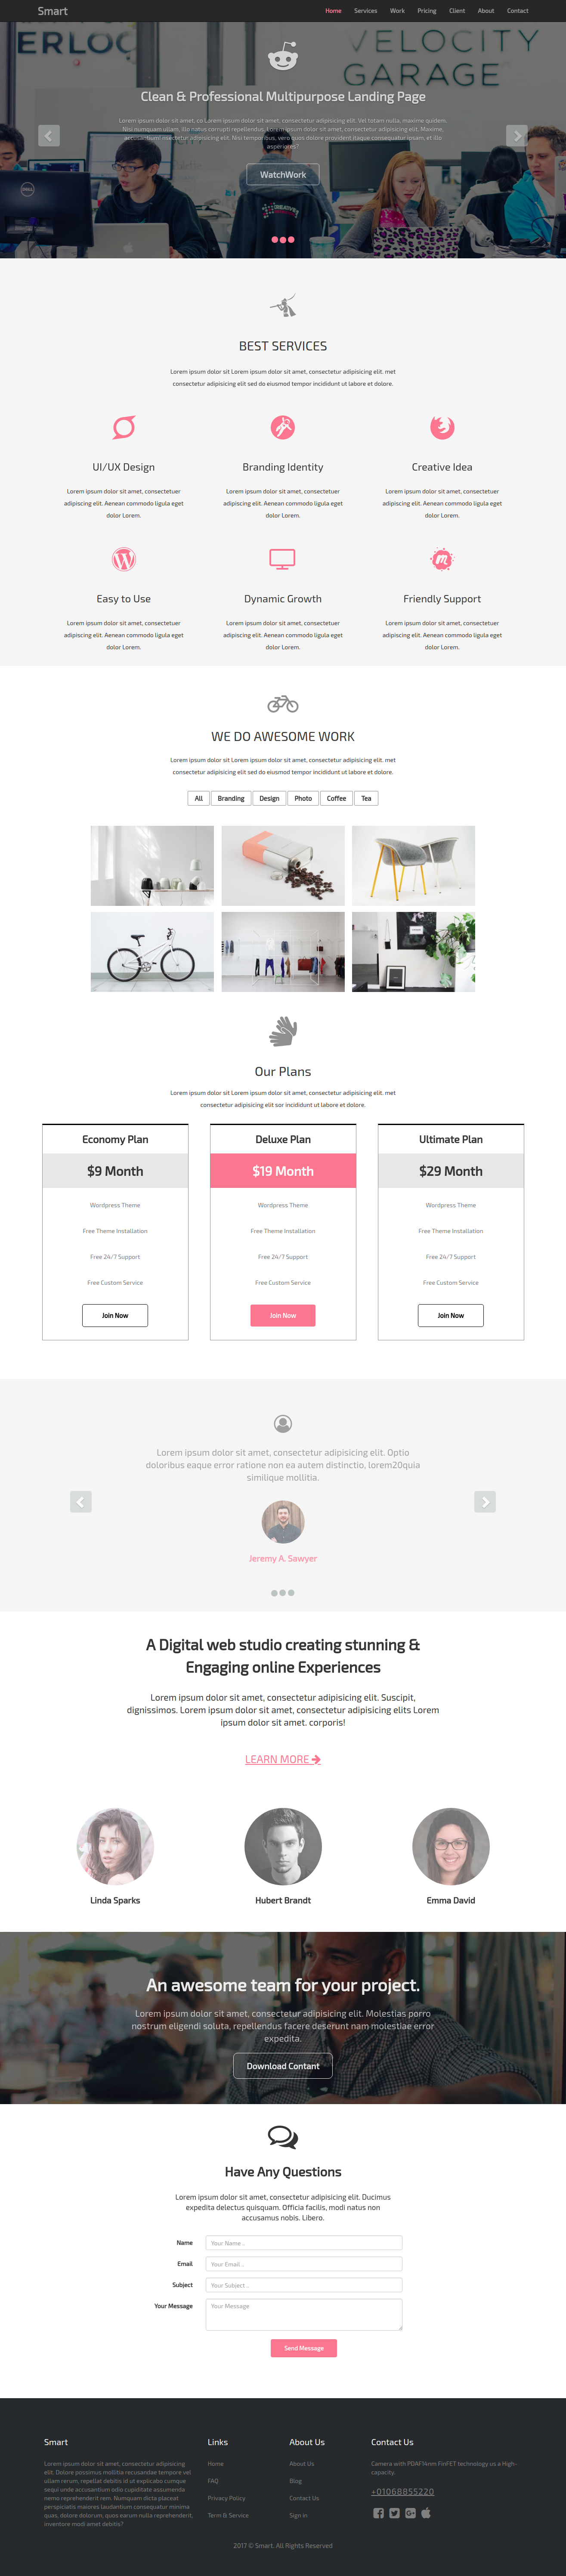 Smart
Home Services Work Pricing Client About Contact
VELOCITY
GARAGE
Clean & Professional Multipurpose Landing Page
Lorem ipsum dolor sit amet, co Lorem ipsum dolor sit amet, consectetur adipisicing elit. Vel totam nulla, maxime quidem.
Nisi numquam ullam. Illo natus corrupti repellendus. Lorem ipsum dolor sit amet, consectetur adipisicing elit. Maxime,
WatchWork
BEST SERVICES
Lorem ipsum dolor sit Lorem ipsum dolor sit amet, consectetur adipisicing elit. met
consectetur adipisicing elit sed do eiusmod tempor incididunt ut labore et dolore.
UI/UX Design
Lorem ipsum dolor sit amet, consectetuer
adipiscing elit. Aenean commodo ligula eget
dolor Lorem.
Branding Identity
Lorem ipsum dolor sit amet, consectetuer
adipiscing elit. Aenean commodo ligula eget
dolor Lorem.
Creative Idea
Lorem ipsum dolor sit amet, consectetuer
adipiscing elit. Aenean commodo ligula eget
dolor Lorem.
Easy to Use
Lorem ipsum dolor sit amet, consectetuer
adipiscing elit. Aenean commodo ligula eget
dolor Lorem.
Dynamic Growth
Lorem ipsum dolor sit amet, consectetuer
adipiscing elit. Aenean commodo ligula eget
dolor Lorem.
Friendly Support
Lorem ipsum dolor sit amet, consectetuer
adipiscing elit. Aenean commodo ligula eget
dolor Lorem.
WE DO AWESOME WORK
Lorem ipsum dolor sit Lorem ipsum dolor sit amet, consectetur adipisicing elit. met
consectetur adipisicing elit sed do eiusmod tempor incididunt ut labore et dolore.
All Branding Design Photo Coffee Tea
Our Plans
Lorem ipsum dolor sit Lorem ipsum dolor sit amet, consectetur adipisicing elit. met
consectetur adipisicing elit sor incididunt ut labore et dolore.
Economy Plan
$9 Month
Wordpress Theme
Free Theme Installation
Free 24/7 Support
Free Custom Service
Join Now
Deluxe Plan
$19 Month
Wordpress Theme
Free Theme Installation
Free 24/7 Support
Free Custom Service
Join Now
Ultimate Plan
$29 Month
Wordpress Theme
Free Theme Installation
Free 24/7 Support
Free Custom Service
Join Now
Lorem ipsum dolor sit amet, consectetur adipisicing elit. Optio
doloribus eaque error ratione non ea autem distinctio, lorem20quia
similique mollitia.
Jeremy A. Sawyer
A Digital web studio creating stunning &
Engaging online Experiences
Lorem ipsum dolor sit amet, consectetur adipisicing elit. Suscipit,
dignissimos. Lorem ipsum dolor sit amet, consectetur adipisicing elits Lorem
ipsum dolor sit amet. corporis!
LEARN MORE
Linda Sparks
Hubert Brandt
Emma David
An awesome team for your project.
Lorem ipsum dolor sit amet, consectetur adipisicing elit. Molestias porro
nostrum eligendi soluta, repellendus facere deserunt nam molestiae error
expedita.
Download Contant
Have Any Questions
Lorem ipsum dolor sit amet, consectetur adipisicing elit. Ducimus
expedita delectus quisquam. Officia facilis, modi natus non
accusamus nobis. Libero.
Name Your Name ..
Email Your Email ..
Subject Your Subject ..
Your Message Your Message
Send Message
Smart
Lorem ipsum dolor sit amet, consectetur adipisicing
elit. Dolore possimus mollitia recusandae tempore vel
ullam rerum, repellat debitis id ut explicabo cumque
sequi unde accusantium odio cupiditate assumenda
nemo reprehenderit rem. Numquam dicta placeat
perspiciatis maiores laudantium consequatur minima
quas, dolore dolorum, quos earum nulla reprehenderit,
inventore modi amet debitis?
Links
Home
FAQ
Privacy Policy
Term & Service
About Us
About Us
Blog
Contact Us
Sign In
Contact Us
Camera with PDAF14nm FinFET technology us a High-
capacity.
+01068855220
2017 © Smart. All Rights Reserved